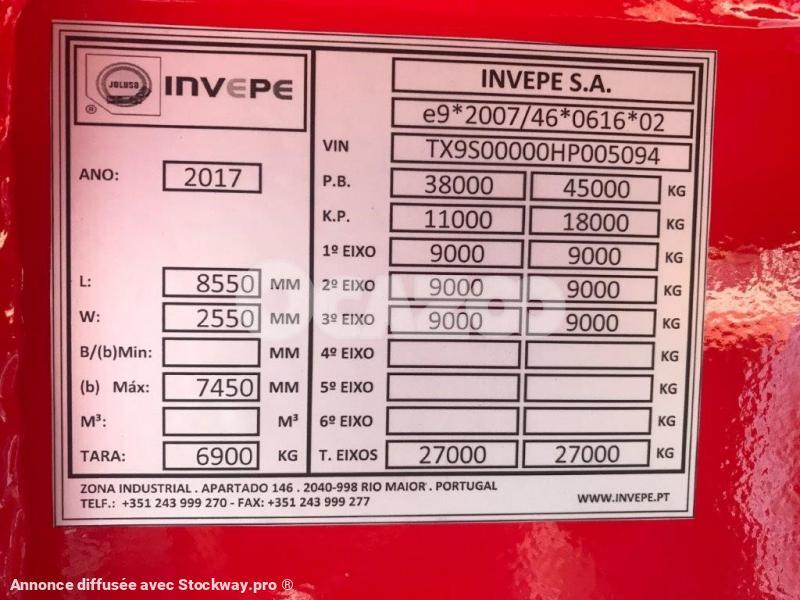 JOLUSO
®
INVEPE
INVEPE S.A.
e9*2007/46*0616*02
VIN TX9S00000HP005094
ANO: 2017
P.B. 38000 45000 KG
K.P. 11000 18000 KG
1º EIXO 9000 9000 KG
L: 8550 MM 2º EIXO 9000 9000 KG
W: 2550 MM 3º EIXO 9000 9000 KG
B/(b)Min: MM 4º EIXO KG
(b) Máx: 7450 MM 5º EIXO KG
M³: M³ 6º EIXO KG
TARA: 6900 KG T. EIXOS 27000 27000 KG
ZONA INDUSTRIAL . APARTADO 146 . 2040-998 RIO MAIOR . PORTUGAL
TELF.: +351 243 999 270 - FAX: +351 243 999 277 WWW.INVEPE.PT
Annonce diffusée avec Stockway.pro ®